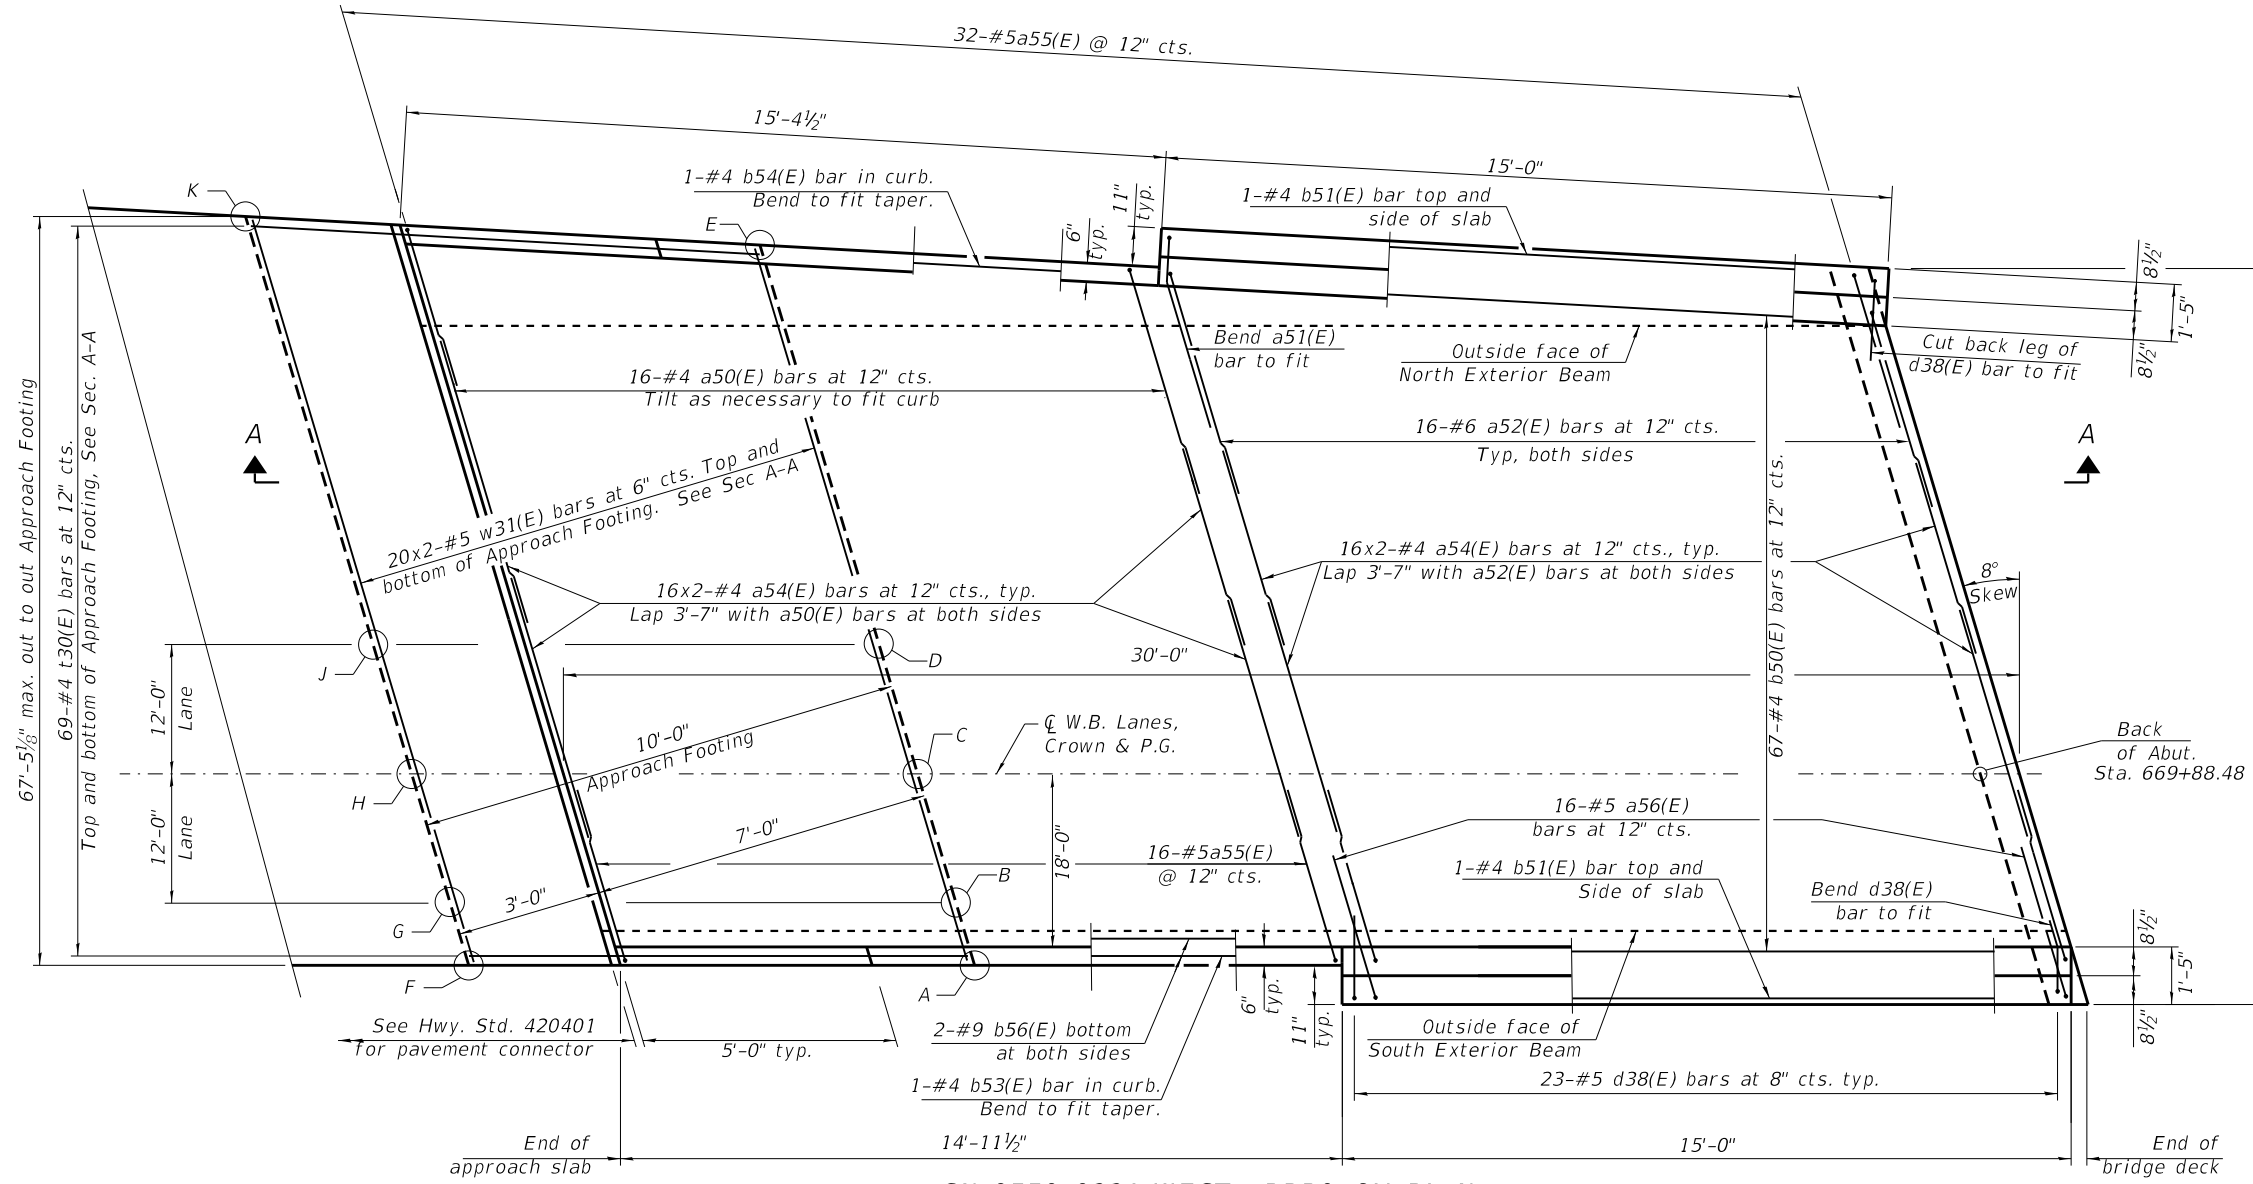 32-#5a55(E) @ 12" cts.
15'-4½"
15'-0"
1-#4 b54(E) bar in curb.
Bend to fit taper.
11"
typ.
6"
typ.
1-#4 b51(E) bar top and
side of slab
K
E
8½"
1'-5"
8½"
Bend a51(E)
bar to fit
Outside face of
North Exterior Beam
Cut back leg of
d38(E) bar to fit
16-#4 a50(E) bars at 12" cts.
Tilt as necessary to fit curb
67'-5⅛" max. out to out Approach Footing
69-#4 t30(E) bars at 12" cts.
Top and bottom of Approach Footing, See Sec. A-A
A
A
16-#6 a52(E) bars at 12" cts.
Typ, both sides
20x2-#5 w31(E) bars at 6" cts. Top and
bottom of Approach Footing. See Sec A-A
16x2-#4 a54(E) bars at 12" cts., typ.
Lap 3'-7" with a52(E) bars at both sides
16x2-#4 a54(E) bars at 12" cts., typ.
Lap 3'-7" with a50(E) bars at both sides
67-#4 b50(E) bars at 12" cts.
8°
Skew
30'-0"
J
D
12'-0"
Lane
12'-0"
Lane
10'-0"
Approach Footing
C
℄ W.B. Lanes,
Crown & P.G.
Back
of Abut.
Sta. 669+88.48
H
7'-0"
18'-0"
16-#5a55(E)
@ 12" cts.
16-#5 a56(E)
bars at 12" cts.
1-#4 b51(E) bar top and
Side of slab
Bend d38(E)
bar to fit
3'-0"
B
G
F
A
8½"
1'-5"
8½"
6"
typ.
11"
typ.
See Hwy. Std. 420401
for pavement connector
5'-0" typ.
2-#9 b56(E) bottom
at both sides
Outside face of
South Exterior Beam
1-#4 b53(E) bar in curb.
Bend to fit taper.
23-#5 d38(E) bars at 8" cts. typ.
End of
approach slab
14'-11½"
15'-0"
End of
bridge deck